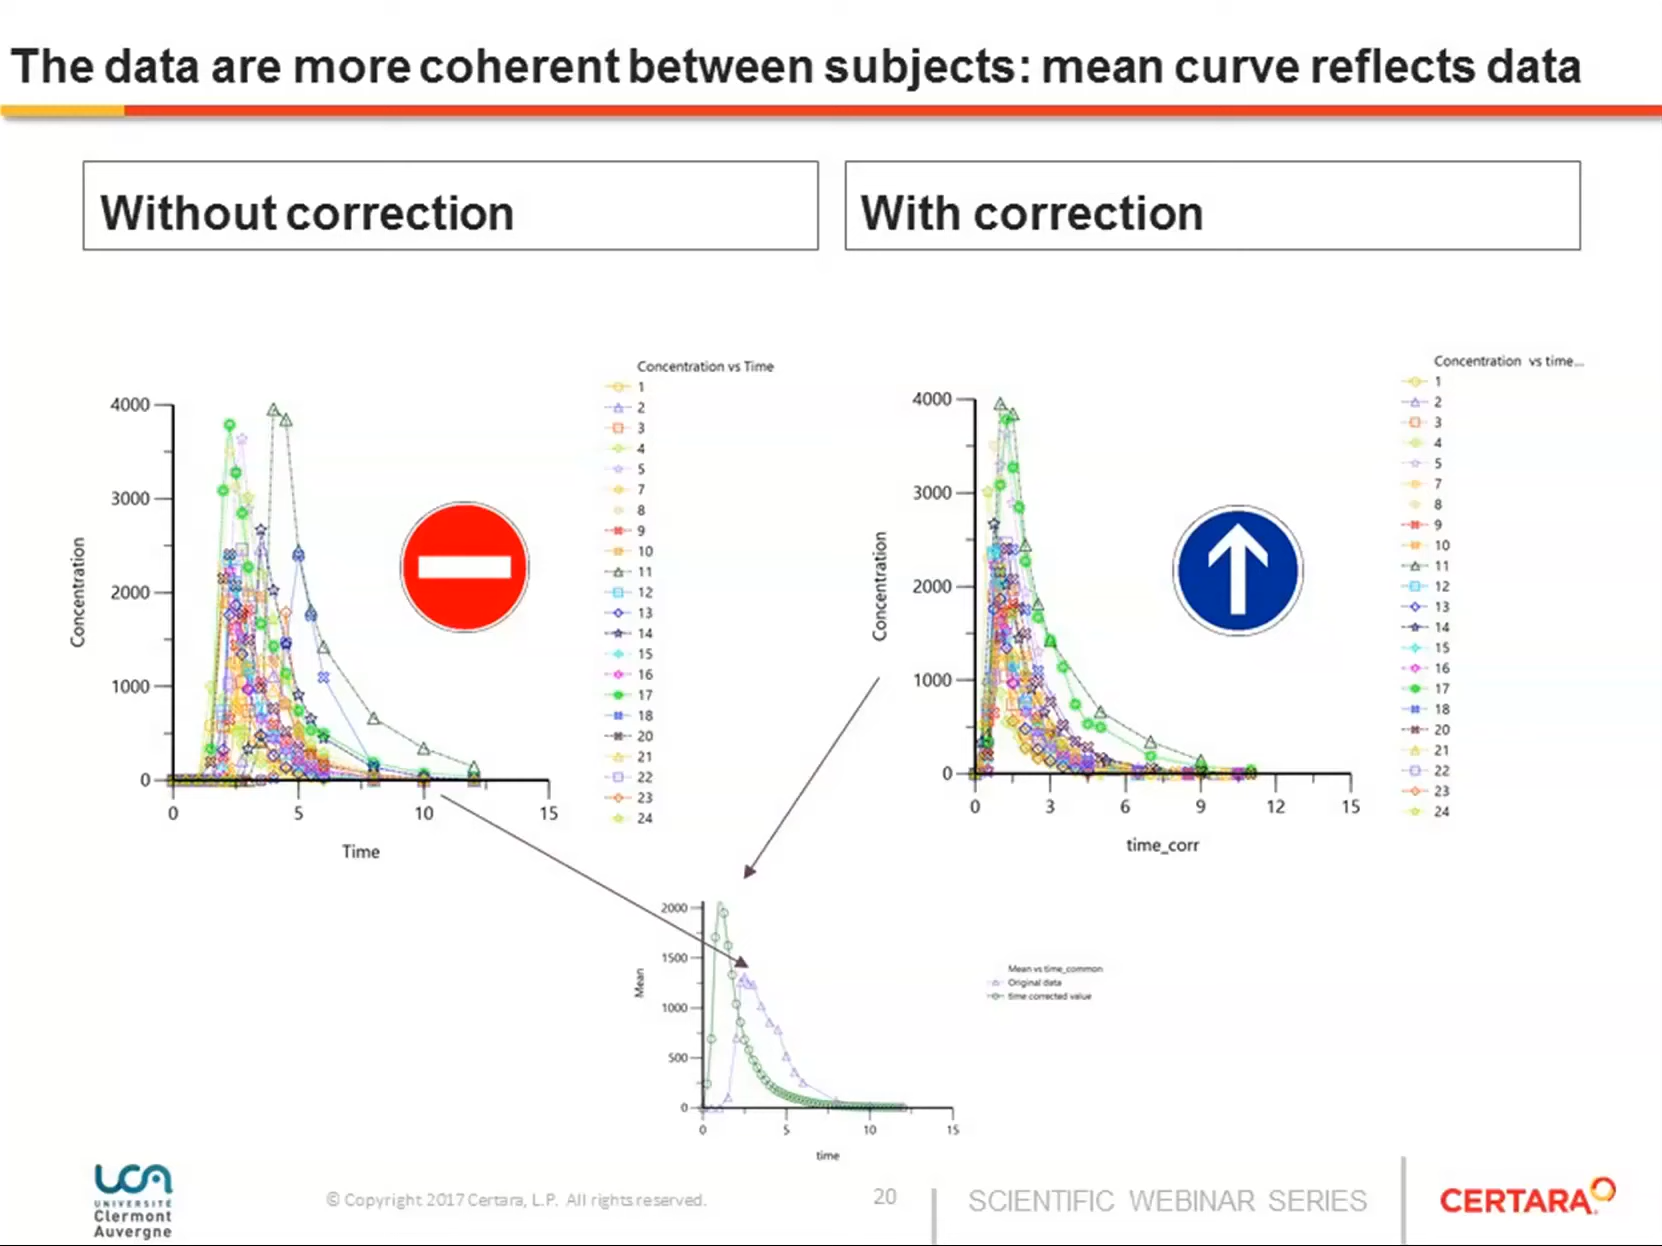 The data are more coherent between subjects: mean curve reflects data
Without correction
With correction
Concentration vs Time
1
2
3
4
5
7
8
9
10
11
12
13
14
15
16
17
18
20
21
22
23
24
4000
3000
2000
1000
0
Concentration
0 5 10 15
Time
Concentration vs time...
1
2
3
4
5
7
8
9
10
11
12
13
14
15
16
17
18
20
21
22
23
24
4000
3000
2000
1000
0
Concentration
0 3 6 9 12 15
time_corr
2000
1500
1000
500
0
Mean
0 5 10 15
time
Mean vs time_common
Original data
time corrected value
UCA
UNIVERSITÉ
Clermont
Auvergne
© Copyright 2017 Certara, L.P. All rights reserved.
20
SCIENTIFIC WEBINAR SERIES
CERTARA